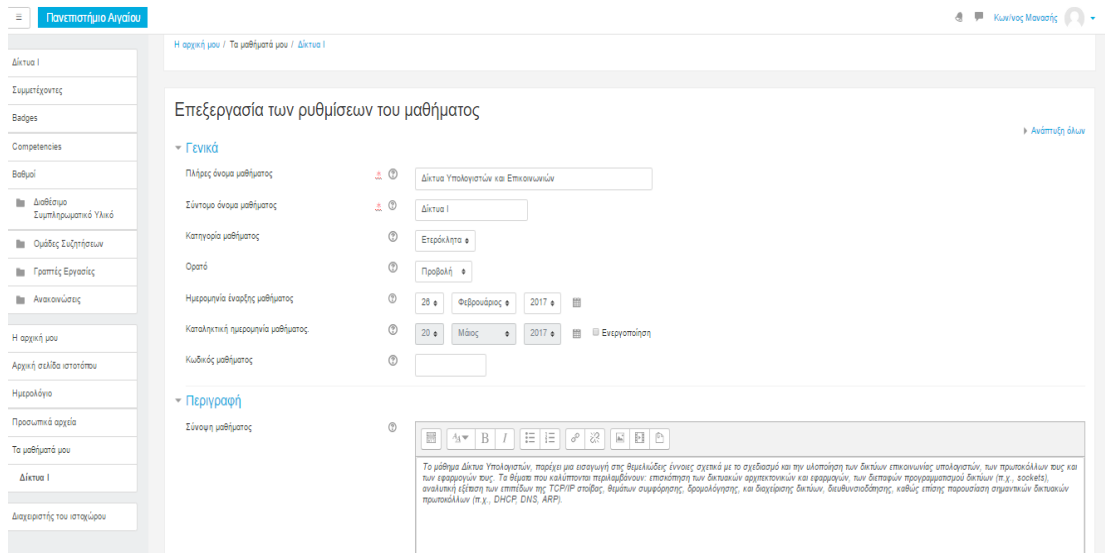 Πανεπιστήμιο Αιγαίου
Κων/νος Μανασής
Δίκτυα Ι
Συμμετέχοντες
Badges
Competencies
Βαθμοί
Διαθέσιμο
Συμπληρωματικό Υλικό
Ομάδες Συζητήσεων
Γραπτές Εργασίες
Ανακοινώσεις
Η αρχική μου
Αρχική σελίδα ιστοτόπου
Ημερολόγιο
Προσωπικά αρχεία
Τα μαθήματά μου
Δίκτυα Ι
Διαχειριστής του ιστοχώρου
Η αρχική μου / Τα μαθήματά μου / Δίκτυα Ι
Επεξεργασία των ρυθμίσεων του μαθήματος
Ανάπτυξη όλων
Γενικά
Πλήρες όνομα μαθήματος Δίκτυα Υπολογιστών και Επικοινωνιών
Σύντομο όνομα μαθήματος Δίκτυα Ι
Κατηγορία μαθήματος Ετερόκλητα
Ορατό Προβολή
Ημερομηνία έναρξης μαθήματος 26 Φεβρουάριος 2017
Καταληκτική ημερομηνία μαθήματος. 20 Μάιος 2017 Ενεργοποίηση
Κωδικός μαθήματος
Περιγραφή
Σύνοψη μαθήματος
B I
Το μάθημα Δίκτυα Υπολογιστών, παρέχει μια εισαγωγή στις θεμελιώδεις έννοιες σχετικά με το σχεδιασμό και την υλοποίηση των δικτύων επικοινωνίας υπολογιστών, των πρωτοκόλλων τους και
των εφαρμογών τους. Τα θέματα που καλύπτονται περιλαμβάνουν: επισκόπηση των δικτυακών αρχιτεκτονικών και εφαρμογών, των διεπαφών προγραμματισμού δικτύων (π.χ., sockets),
αναλυτική εξέταση των επιπέδων της TCP/IP στοίβας, θεμάτων συμφόρησης, δρομολόγησης, και διαχείρισης δικτύων, διευθυνσιοδότησης, καθώς επίσης παρουσίαση σημαντικών δικτυακών
πρωτοκόλλων (π.χ., DHCP, DNS, ARP).